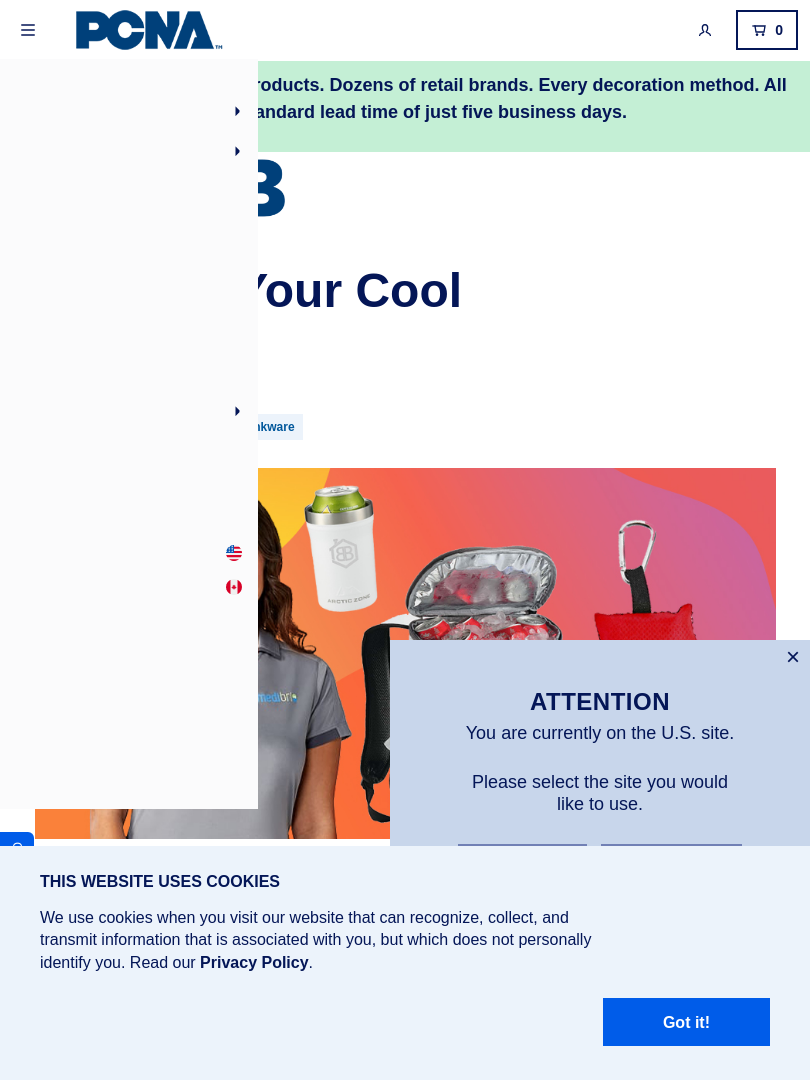 PCNA™
0
roducts. Dozens of retail brands. Every decoration method. All
andard lead time of just five business days.
B
Your Cool
nkware
ARCTIC ZONE
medibrio
ATTENTION
You are currently on the U.S. site.
Please select the site you would
like to use.
THIS WEBSITE USES COOKIES
We use cookies when you visit our website that can recognize, collect, and
transmit information that is associated with you, but which does not personally
identify you. Read our Privacy Policy.
Got it!